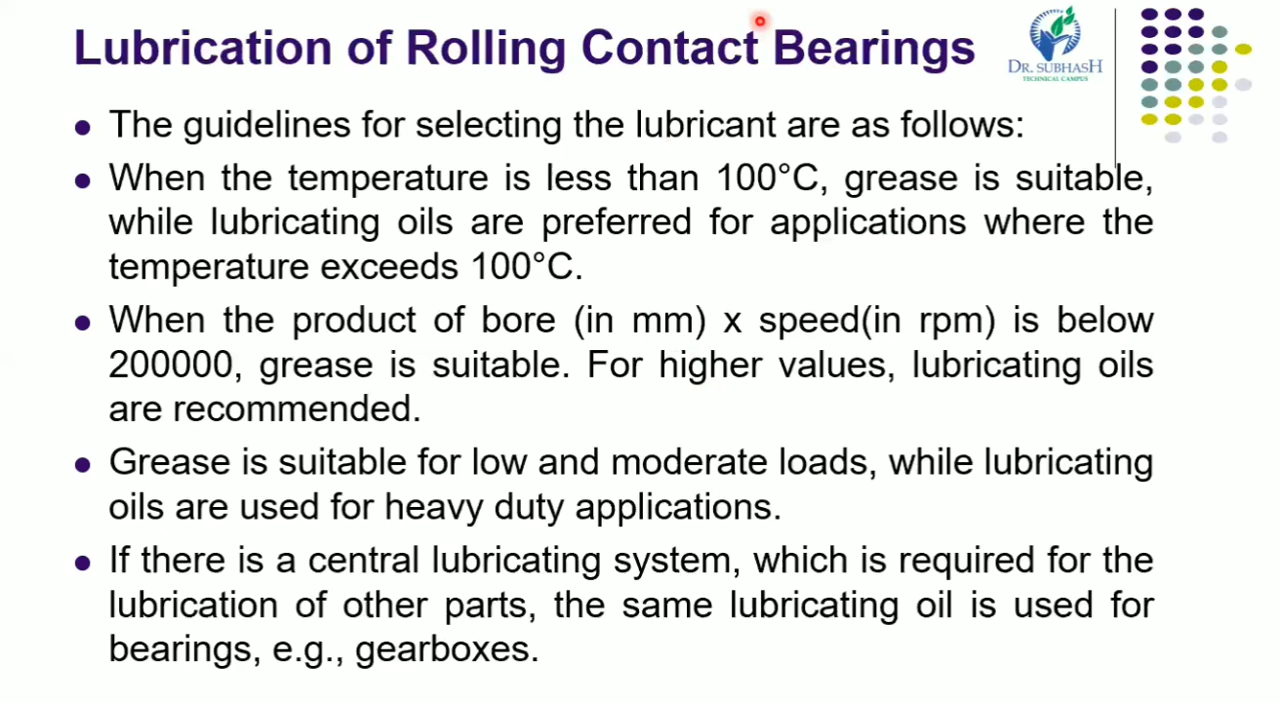 Lubrication of Rolling Contact Bearings
DR. SUBHASH
TECHNICAL CAMPUS
The guidelines for selecting the lubricant are as follows:
When the temperature is less than 100°C, grease is suitable,
while lubricating oils are preferred for applications where the
temperature exceeds 100°C.
When the product of bore (in mm) x speed(in rpm) is below
200000, grease is suitable. For higher values, lubricating oils
are recommended.
Grease is suitable for low and moderate loads, while lubricating
oils are used for heavy duty applications.
If there is a central lubricating system, which is required for the
lubrication of other parts, the same lubricating oil is used for
bearings, e.g., gearboxes.